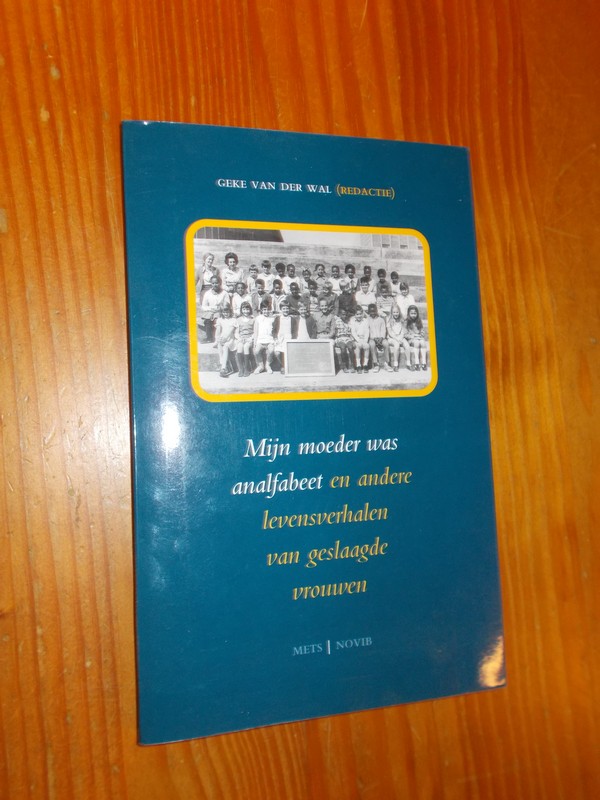 GEKE VAN DER WAL (REDACTIE)
Mijn moeder was
analfabeet en andere
levensverhalen
van geslaagde
vrouwen
METS | NOVIB